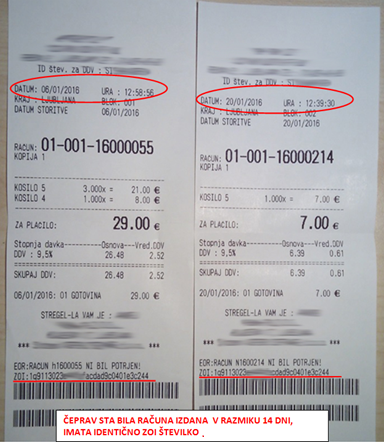 ID štev. za DDV : SI
DATUM: 06/01/2016 URA : 12:58:56
KRAJ : LJUBLJANA BLOK: 001
DATUM STORITVE 06/01/2016
RACUN: 01-001-16000055
KOPIJA 1
KOSILO 5 3.000x = 21.00 €
KOSILO 4 1.000x = 8.00 €
ZA PLACILO: 29.00 €
Stopnja davka--------Osnova--Vred.DDV
DDV : 9,5% 26.48 2.52
SKUPAJ DDV: 26.48 2.52
06/01/2016: 01 GOTOVINA 29.00 €
STREGEL-LA VAM JE :
EOR:RACUN h1600055 NI BIL POTRJEN!
ZOI:1q9113023 acdad9c0401e3c244
ID štev. za DDV : SI
DATUM: 20/01/2016 URA : 12:39:30
KRAJ : LJUBLJANA BLOK: 002
DATUM STORITVE 20/01/2016
RACUN: 01-001-16000214
KOPIJA 1
KOSILO 5 1.000x = 7.00 €
ZA PLACILO: 7.00 €
Stopnja davka--------Osnova--Vred.DDV
DDV : 9,5% 6.39 0.61
SKUPAJ DDV: 6.39 0.61
20/01/2016: 01 GOTOVINA 7.00 €
STREGEL-LA VAM JE :
EOR:RACUN N1600214 NI BIL POTRJEN!
ZOI:1q9113023 d9c0401e3c244
ČEPRAV STA BILA RAČUNA IZDANA V RAZMIKU 14 DNI,
IMATA IDENTIČNO ZOI ŠTEVILKO .